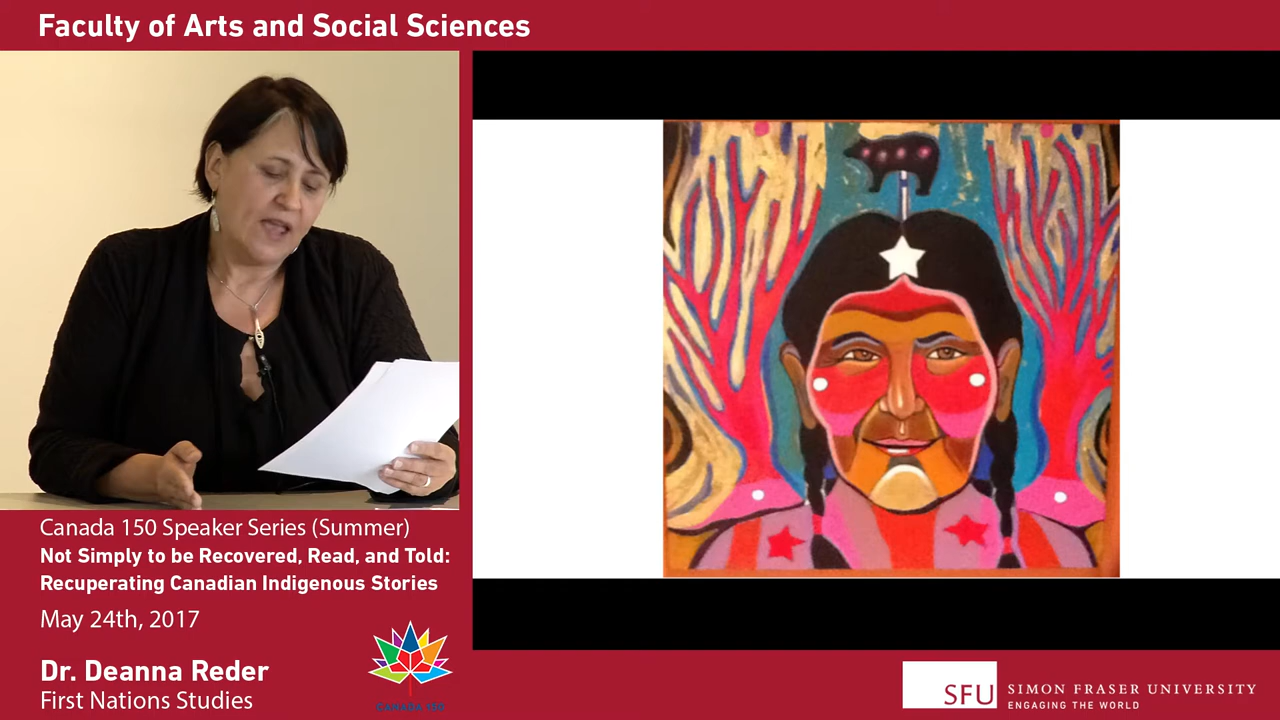 Faculty of Arts and Social Sciences
Canada 150 Speaker Series (Summer)
Not Simply to be Recovered, Read, and Told:
Recuperating Canadian Indigenous Stories
May 24th, 2017
Dr. Deanna Reder
First Nations Studies
CANADA 150
SFU
SIMON FRASER UNIVERSITY
ENGAGING THE WORLD